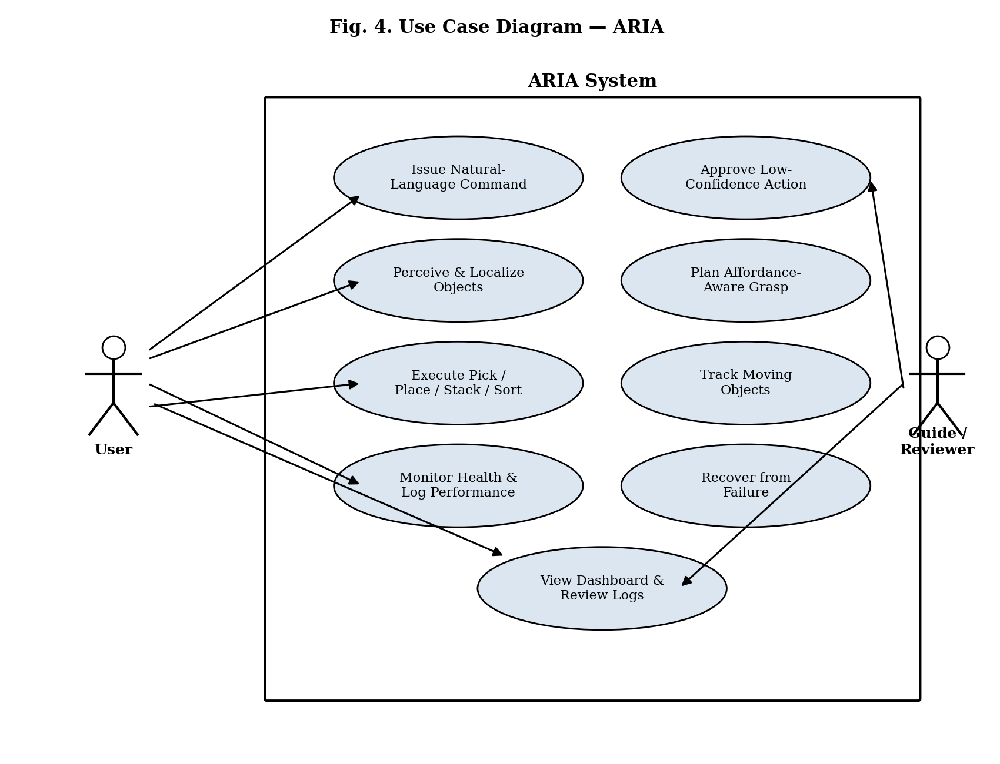 Fig. 4. Use Case Diagram — ARIA
ARIA System
Issue Natural-
Language Command
Approve Low-
Confidence Action
Perceive & Localize
Objects
Plan Affordance-
Aware Grasp
Execute Pick /
Place / Stack / Sort
Track Moving
Objects
User
Guide /
Reviewer
Monitor Health &
Log Performance
Recover from
Failure
View Dashboard &
Review Logs